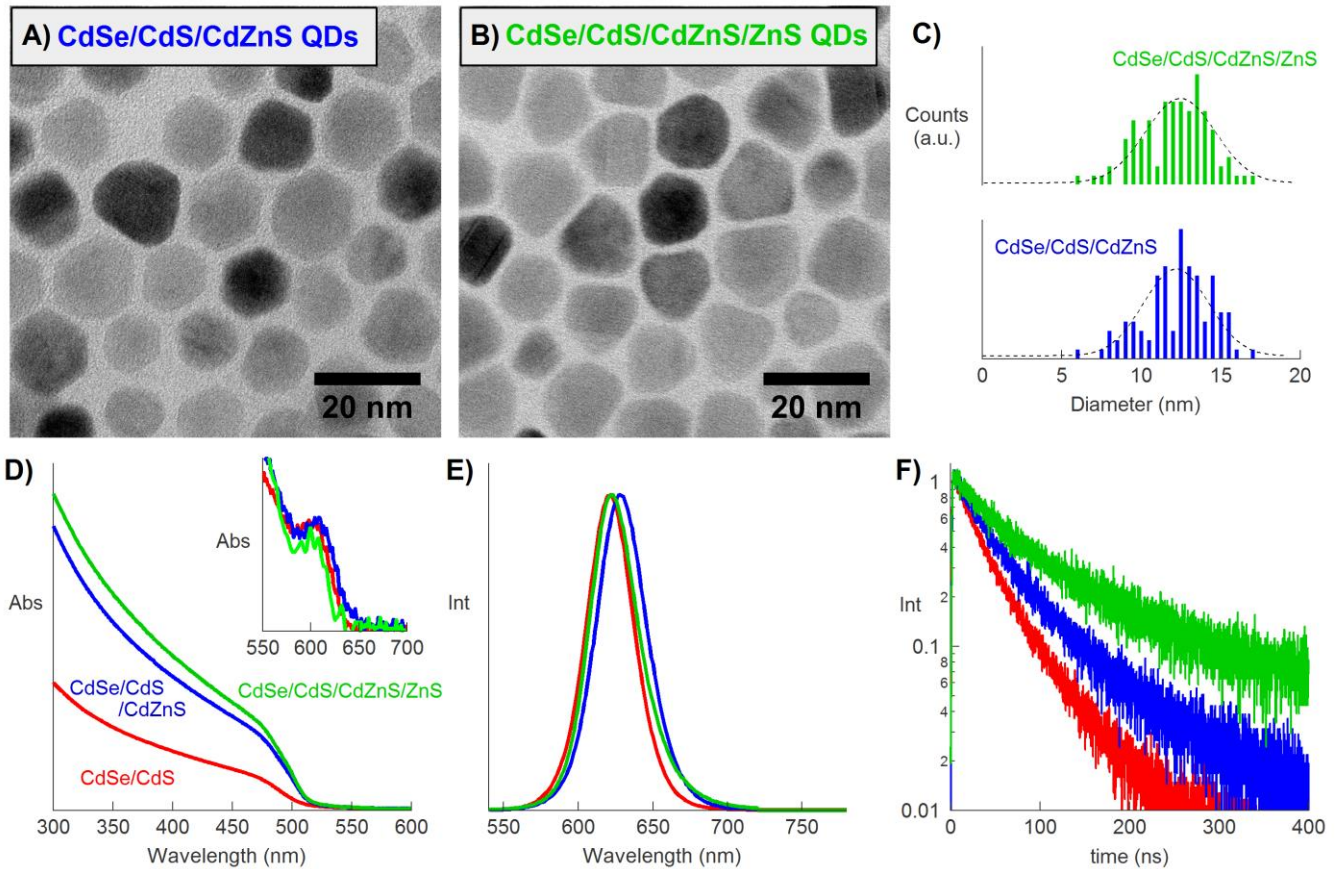 A) CdSe/CdS/CdZnS QDs
20 nm
B) CdSe/CdS/CdZnS/ZnS QDs
20 nm
C)
CdSe/CdS/CdZnS/ZnS
Counts
(a.u.)
CdSe/CdS/CdZnS
0 5 10 15 20
Diameter (nm)
D)
Abs
Abs
550 600 650 700
CdSe/CdS
/CdZnS
CdSe/CdS/CdZnS/ZnS
CdSe/CdS
300 350 400 450 500 550 600
Wavelength (nm)
E)
Int
600 650 700 750
Wavelength (nm)
F)
1
8
6
4
Int
2
0.1
8
6
4
2
0.01
0 100 200 300 400
time (ns)